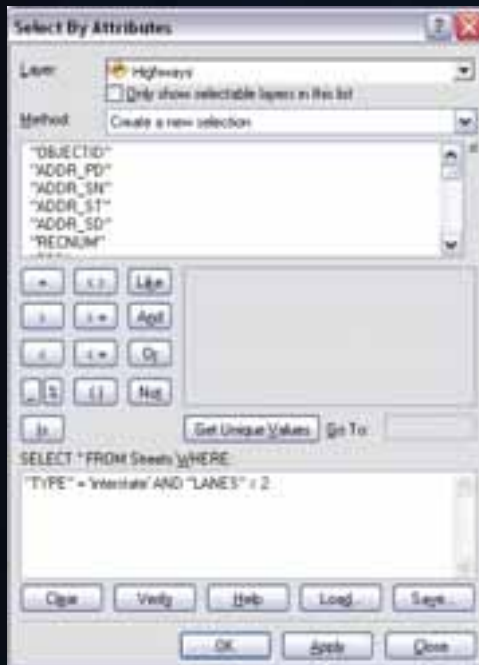 Select By Attributes
?
Layer: Highways
Only show selectable layers in this list
Method: Create a new selection
"OBJECTID"
"ADDR_PD"
"ADDR_SN"
"ADDR_ST"
"ADDR_SD"
"RECNUM"
= <> Like
> > = And
< < = Or
_ % () Not
Is Get Unique Values Go To:
SELECT * FROM Streets WHERE:
"TYPE" = 'Interstate' AND "LANES" 2
Clear Verify Help Load... Save...
OK Apply Close